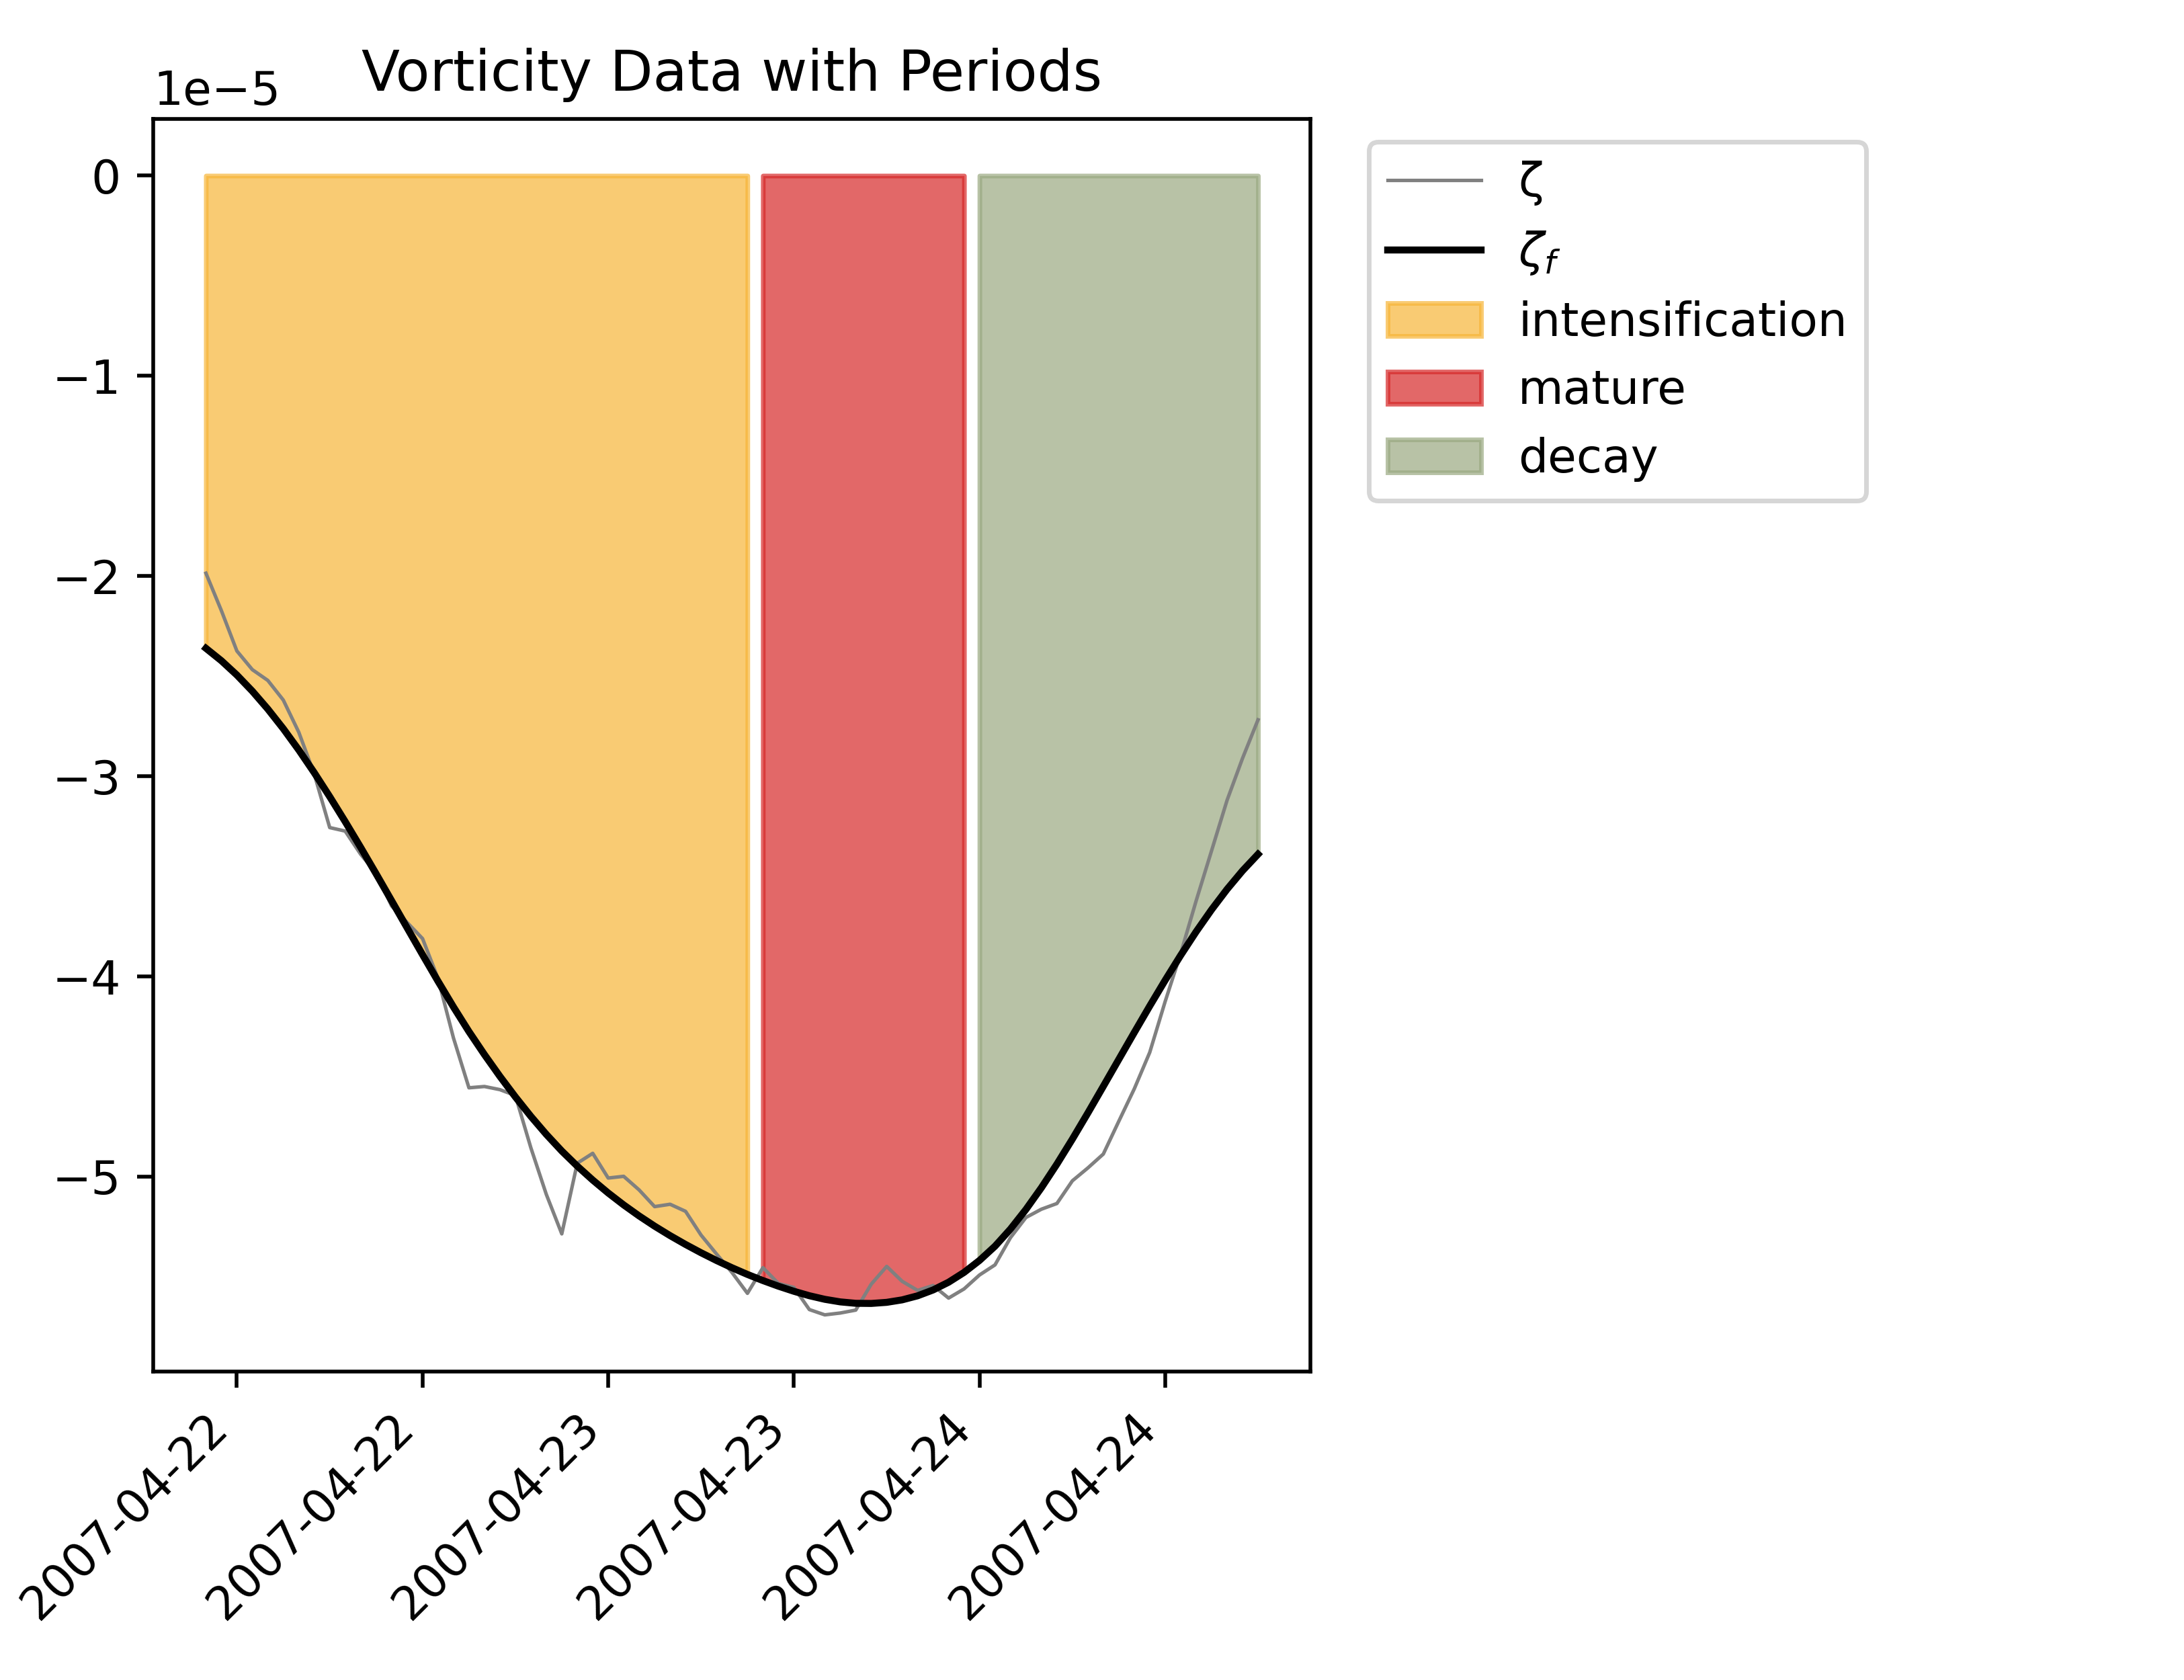 Vorticity Data with Periods
1e−5
0
−1
−2
−3
−4
−5
2007-04-22
2007-04-22
2007-04-23
2007-04-23
2007-04-24
2007-04-24
ζ
ζf
intensification
mature
decay